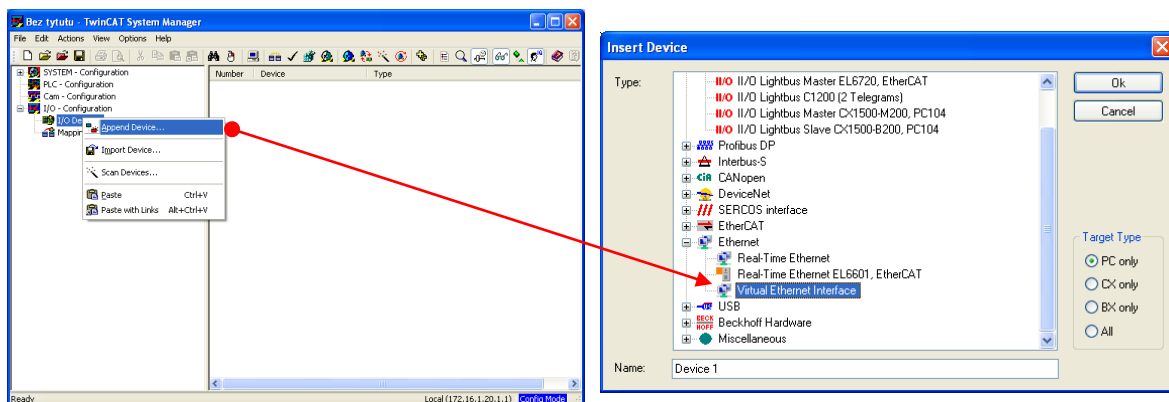 Bez tytułu - TwinCAT System Manager
File Edit Actions View Options Help
SYSTEM - Configuration
PLC - Configuration
Cam - Configuration
I/O - Configuration
I/O De
Mappin
Append Device...
Import Device...
Scan Devices...
Paste Ctrl+V
Paste with Links Alt+Ctrl+V
Number Device Type
Ready Local (172.16.1.20.1.1) Config Mode
Insert Device
Type:
II/O Lightbus Master EL6720, EtherCAT
II/O Lightbus C1200 (2 Telegrams)
II/O Lightbus Master CX1500-M200, PC104
II/O Lightbus Slave CX1500-B200, PC104
Profibus DP
Interbus-S
CANopen
DeviceNet
SERCOS interface
EtherCAT
Ethernet
Real-Time Ethernet
Real-Time Ethernet EL6601, EtherCAT
Virtual Ethernet Interface
USB
Beckhoff Hardware
Miscellaneous
Ok
Cancel
Target Type
PC only
CX only
BX only
All
Name: Device 1